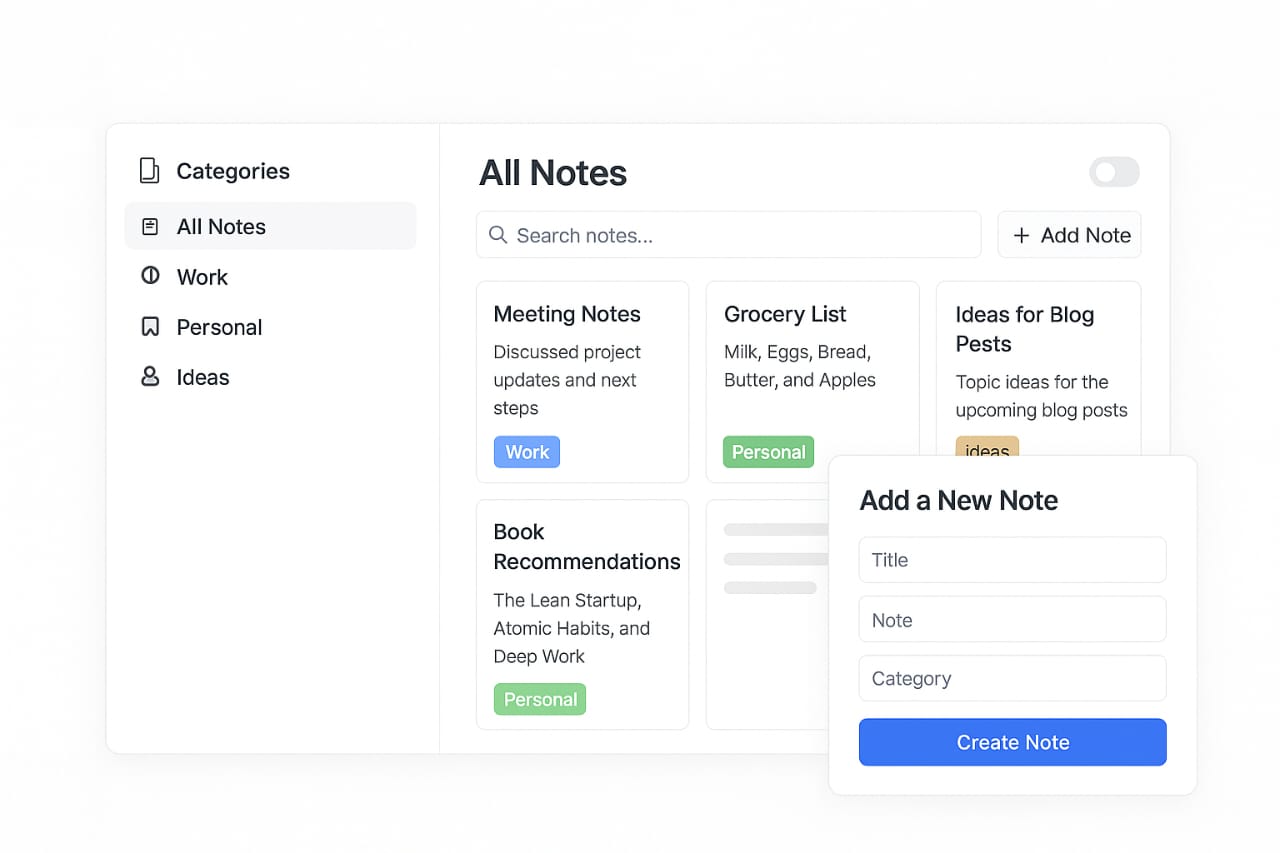 Categories
All Notes
Work
Personal
Ideas
All Notes
Search notes...
+ Add Note
Meeting Notes
Discussed project
updates and next
steps
Work
Grocery List
Milk, Eggs, Bread,
Butter, and Apples
Personal
Ideas for Blog
Pests
Topic ideas for the
upcoming blog posts
ideas
Book
Recommendations
The Lean Startup,
Atomic Habits, and
Deep Work
Personal
Add a New Note
Title
Note
Category
Create Note